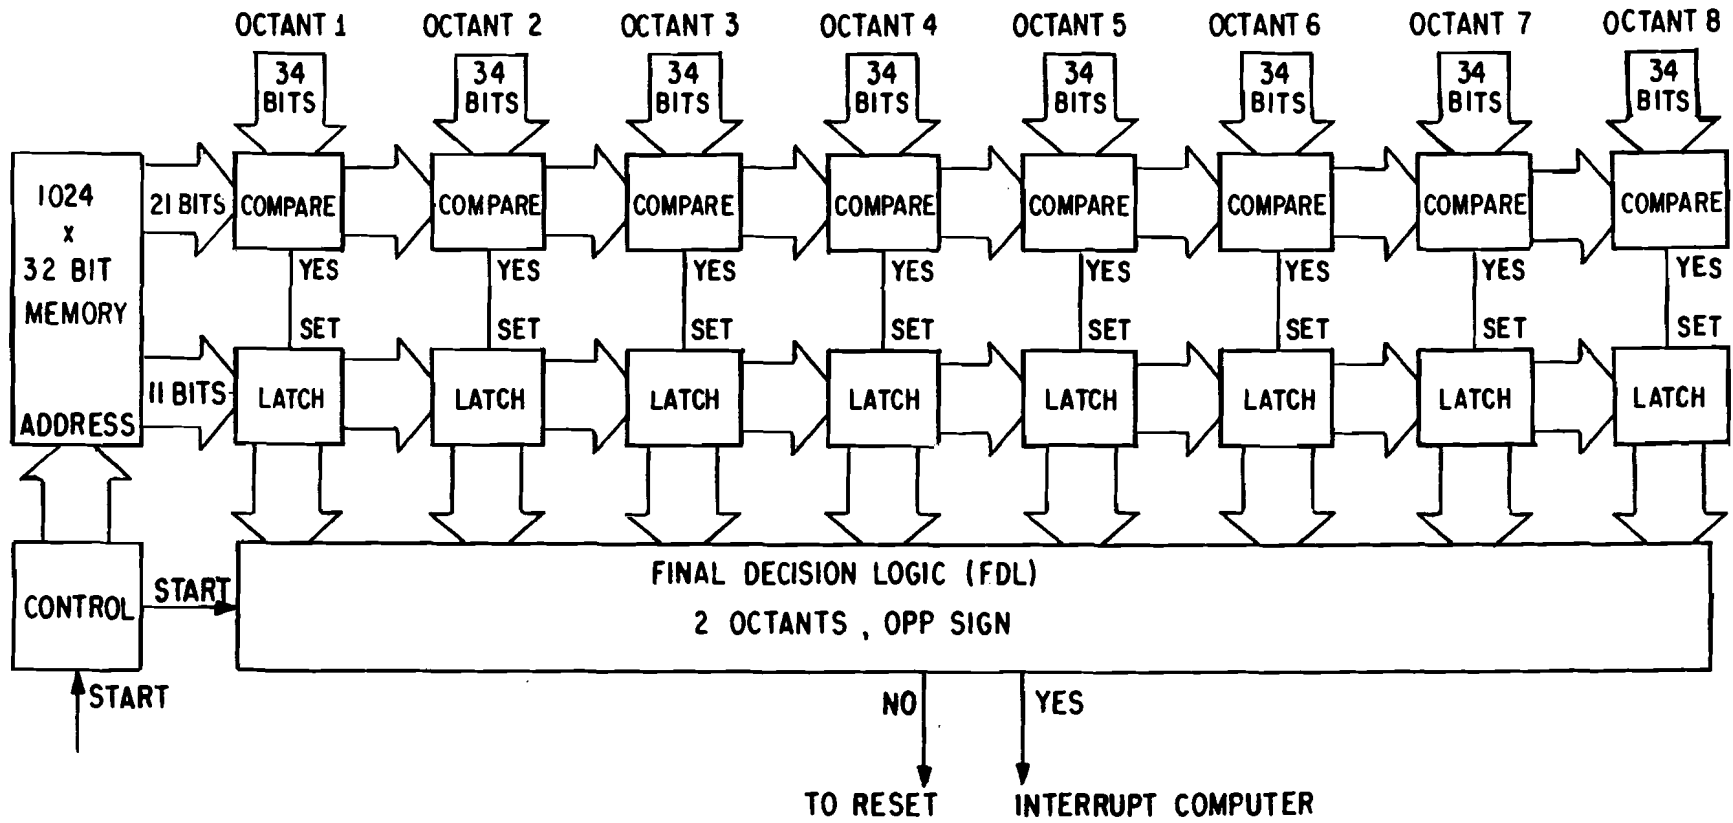 OCTANT 1 OCTANT 2 OCTANT 3 OCTANT 4 OCTANT 5 OCTANT 6 OCTANT 7 OCTANT 8
34 34 34 34 34 34 34 34
BITS BITS BITS BITS BITS BITS BITS BITS
1024
x
32 BIT
MEMORY
ADDRESS
21 BITS COMPARE COMPARE COMPARE COMPARE COMPARE COMPARE COMPARE COMPARE
YES YES YES YES YES YES YES YES
SET SET SET SET SET SET SET SET
11 BITS LATCH LATCH LATCH LATCH LATCH LATCH LATCH LATCH
CONTROL
START
START
FINAL DECISION LOGIC (FDL)
2 OCTANTS , OPP SIGN
NO YES
TO RESET INTERRUPT COMPUTER